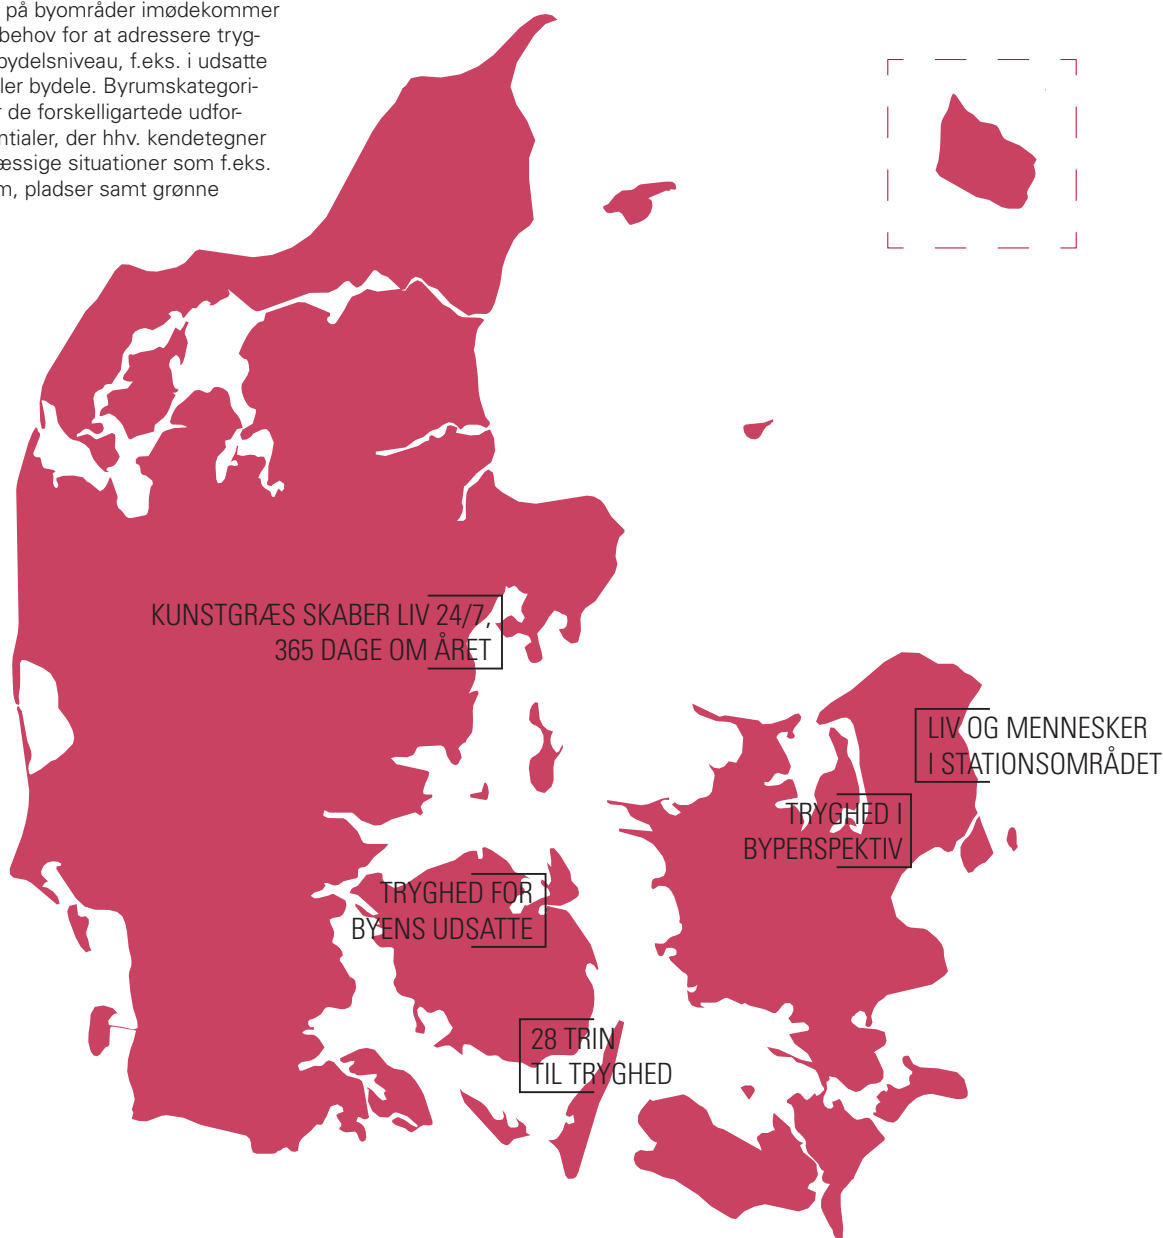 på byområder imødekommer
behov for at adressere tryg-
bydelsniveau, f.eks. i udsatte
ler bydele. Byrumskategori-
de forskelligartede udfor-
ntialer, der hhv. kendetegner
æssige situationer som f.eks.
m, pladser samt grønne
KUNSTGRÆS SKABER LIV 24/7,
365 DAGE OM ÅRET
LIV OG MENNESKER
I STATIONSOMRÅDET
TRYGHED I
BYPERSPEKTIV
TRYGHED FOR
BYENS UDSATTE
28 TRIN
TIL TRYGHED